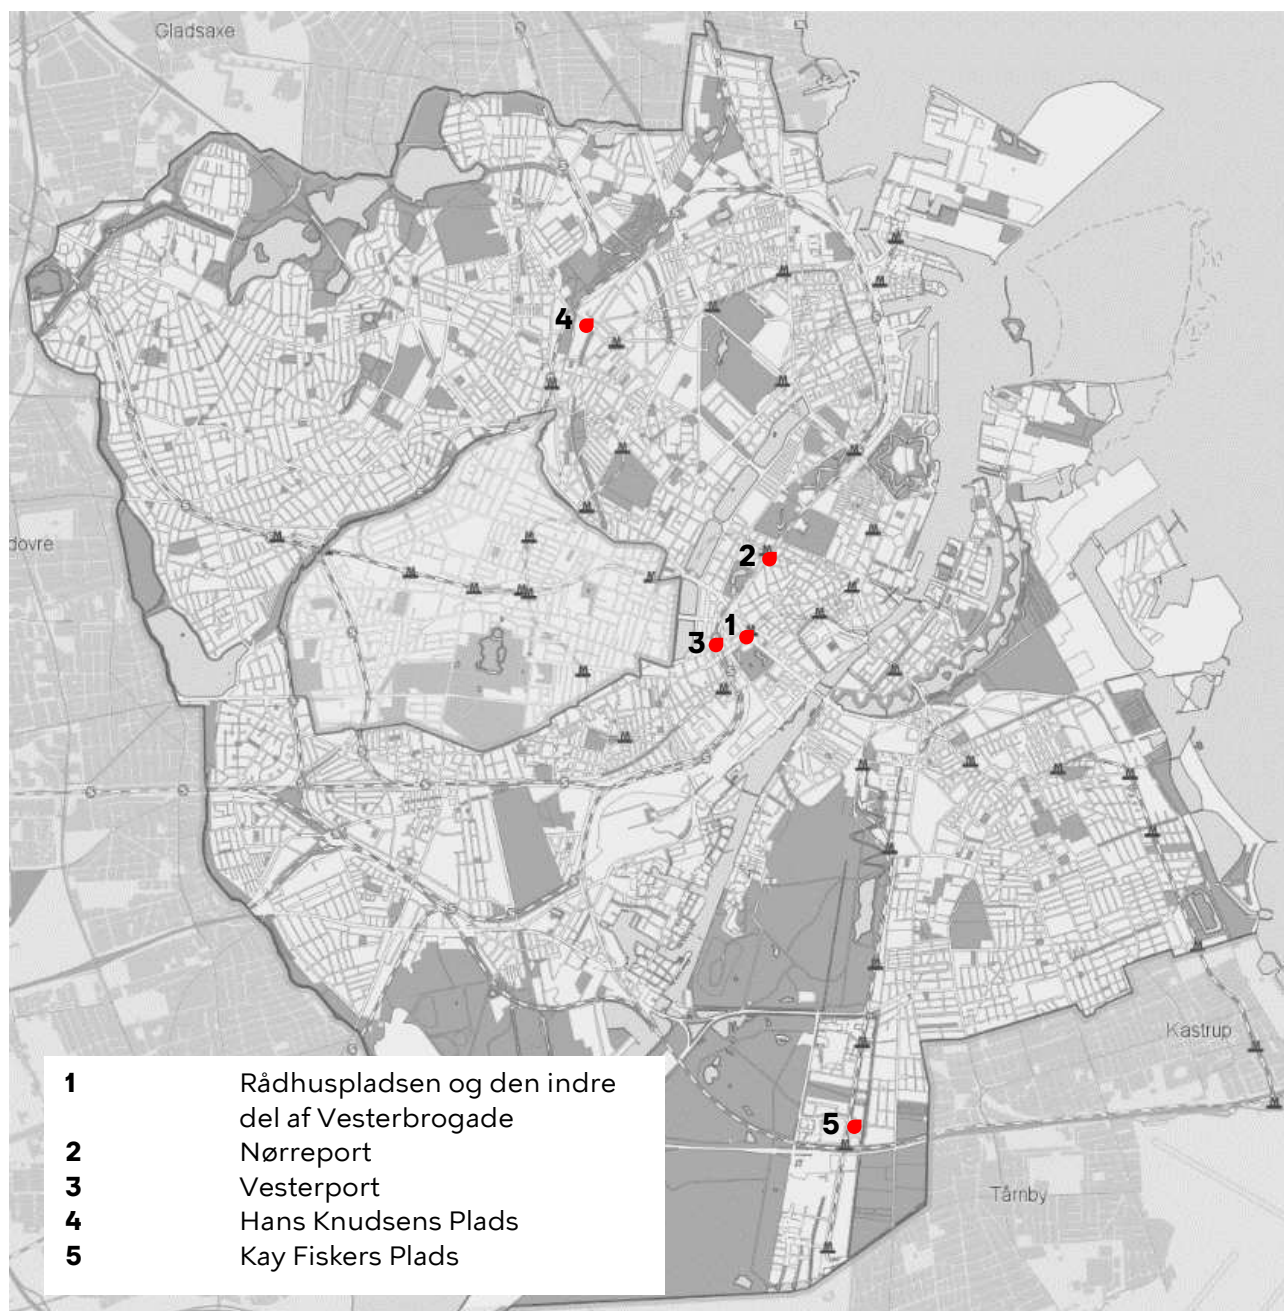 Gladsaxe
4
2
døvre
1
3
Kastrup
5
Tårnby
1 Rådhuspladsen og den indre
del af Vesterbrogade
2 Nørreport
3 Vesterport
4 Hans Knudsens Plads
5 Kay Fiskers Plads